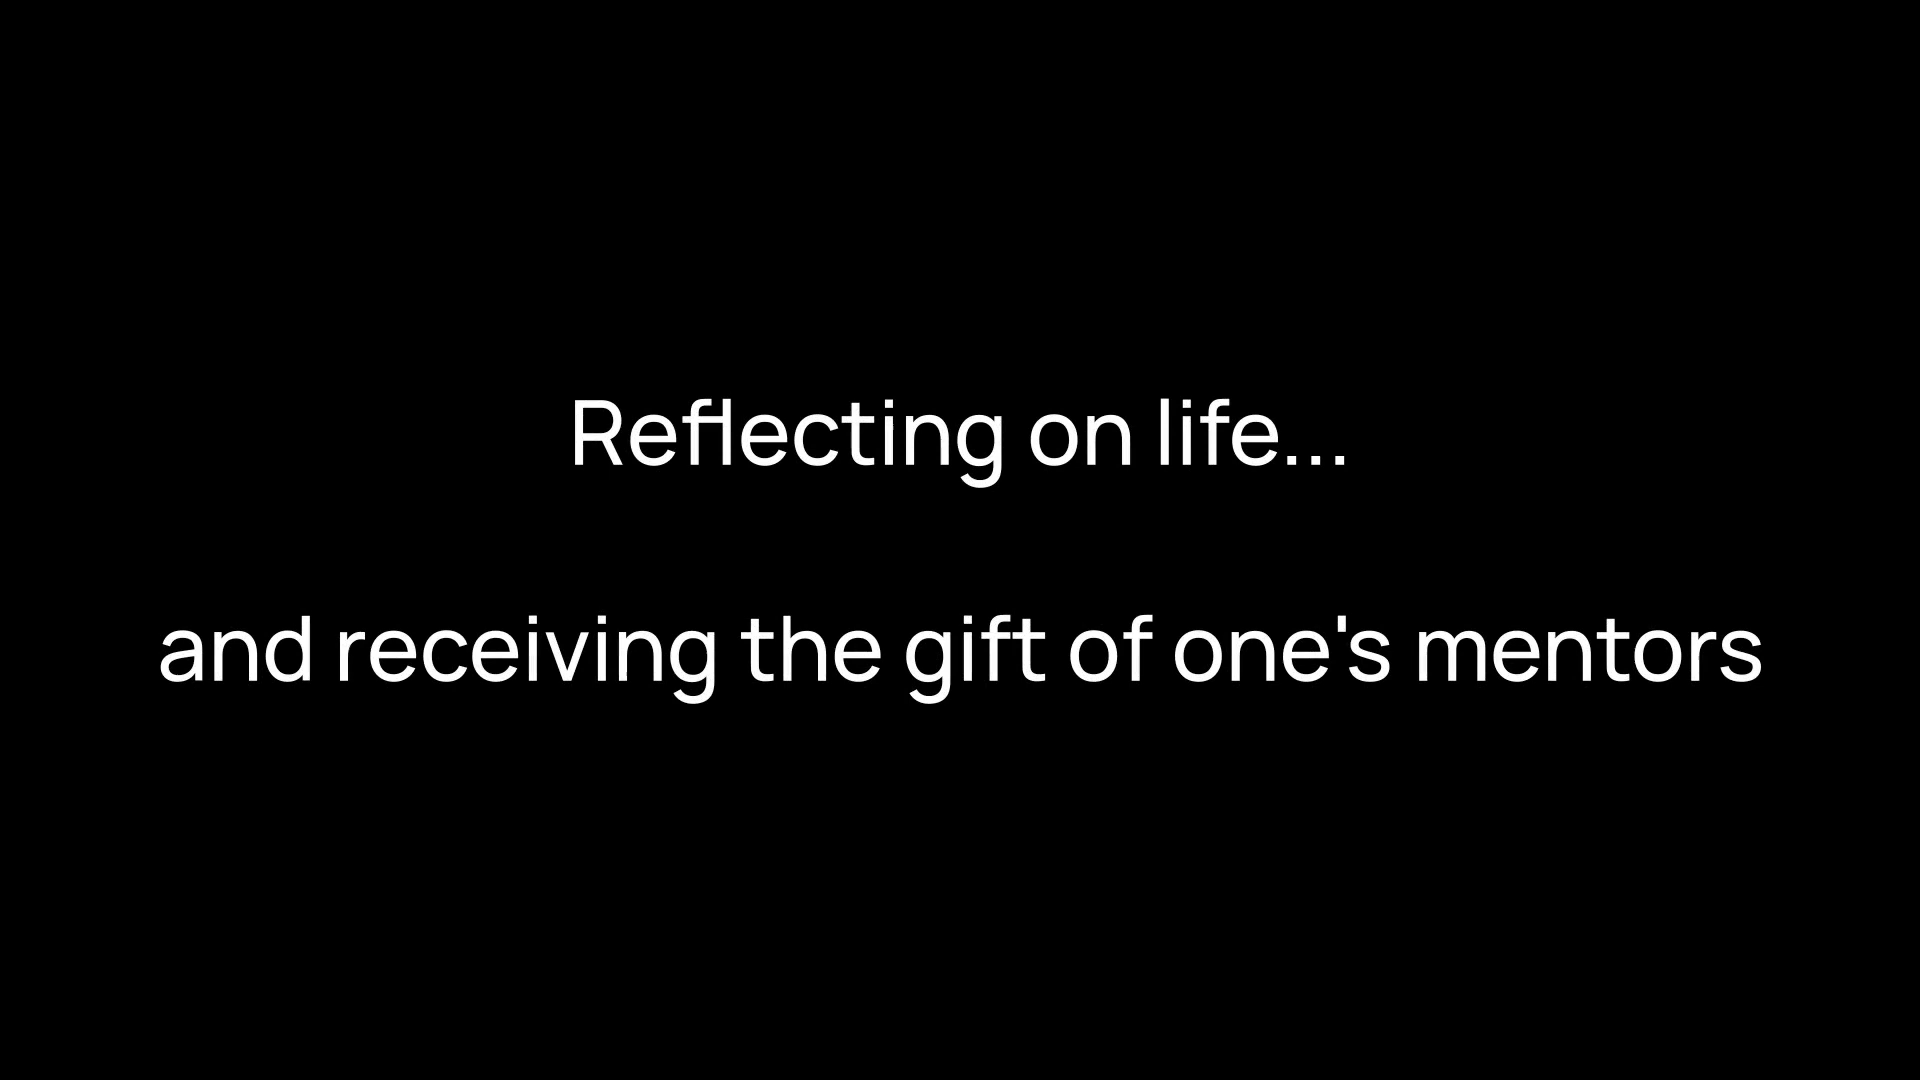 Reflecting on life...
and receiving the gift of one's mentors